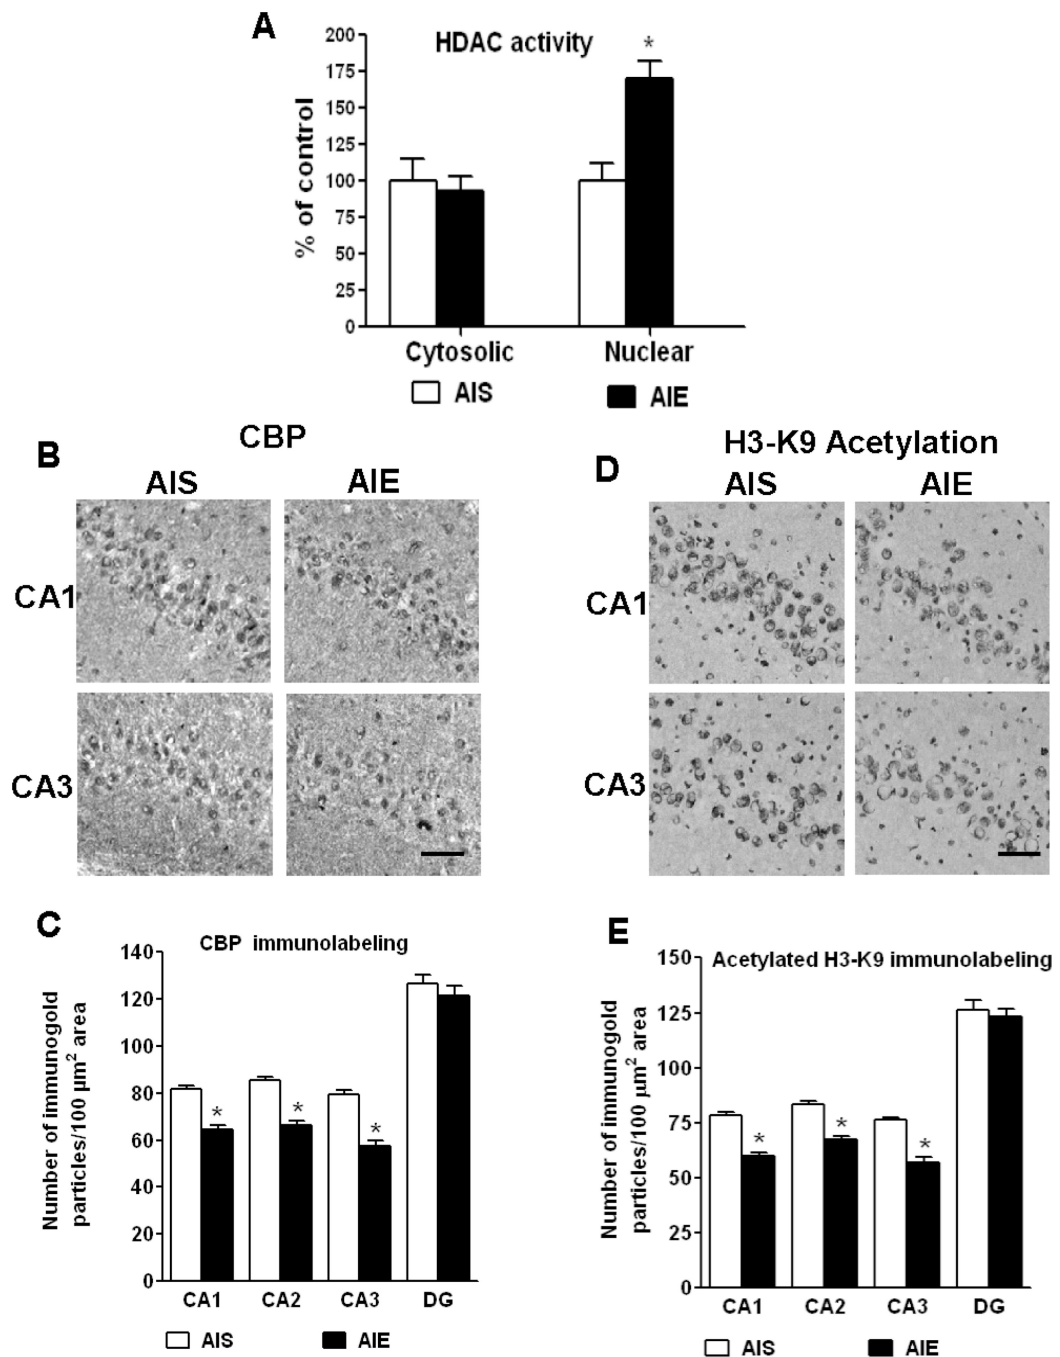 A
HDAC activity
*
200
175
150
125
100
75
50
25
0
% of control
Cytosolic Nuclear
AIS AIE
B
CBP
AIS AIE
CA1
CA3
D
H3-K9 Acetylation
AIS AIE
CA1
CA3
C
CBP immunolabeling
140
120
100
80
60
40
20
0
Number of immunogold
particles/100 µm² area
* * *
CA1 CA2 CA3 DG
AIS AIE
E
Acetylated H3-K9 immunolabeling
150
125
100
75
50
25
0
Number of immunogold
particles/100 µm² area
* * *
CA1 CA2 CA3 DG
AIS AIE